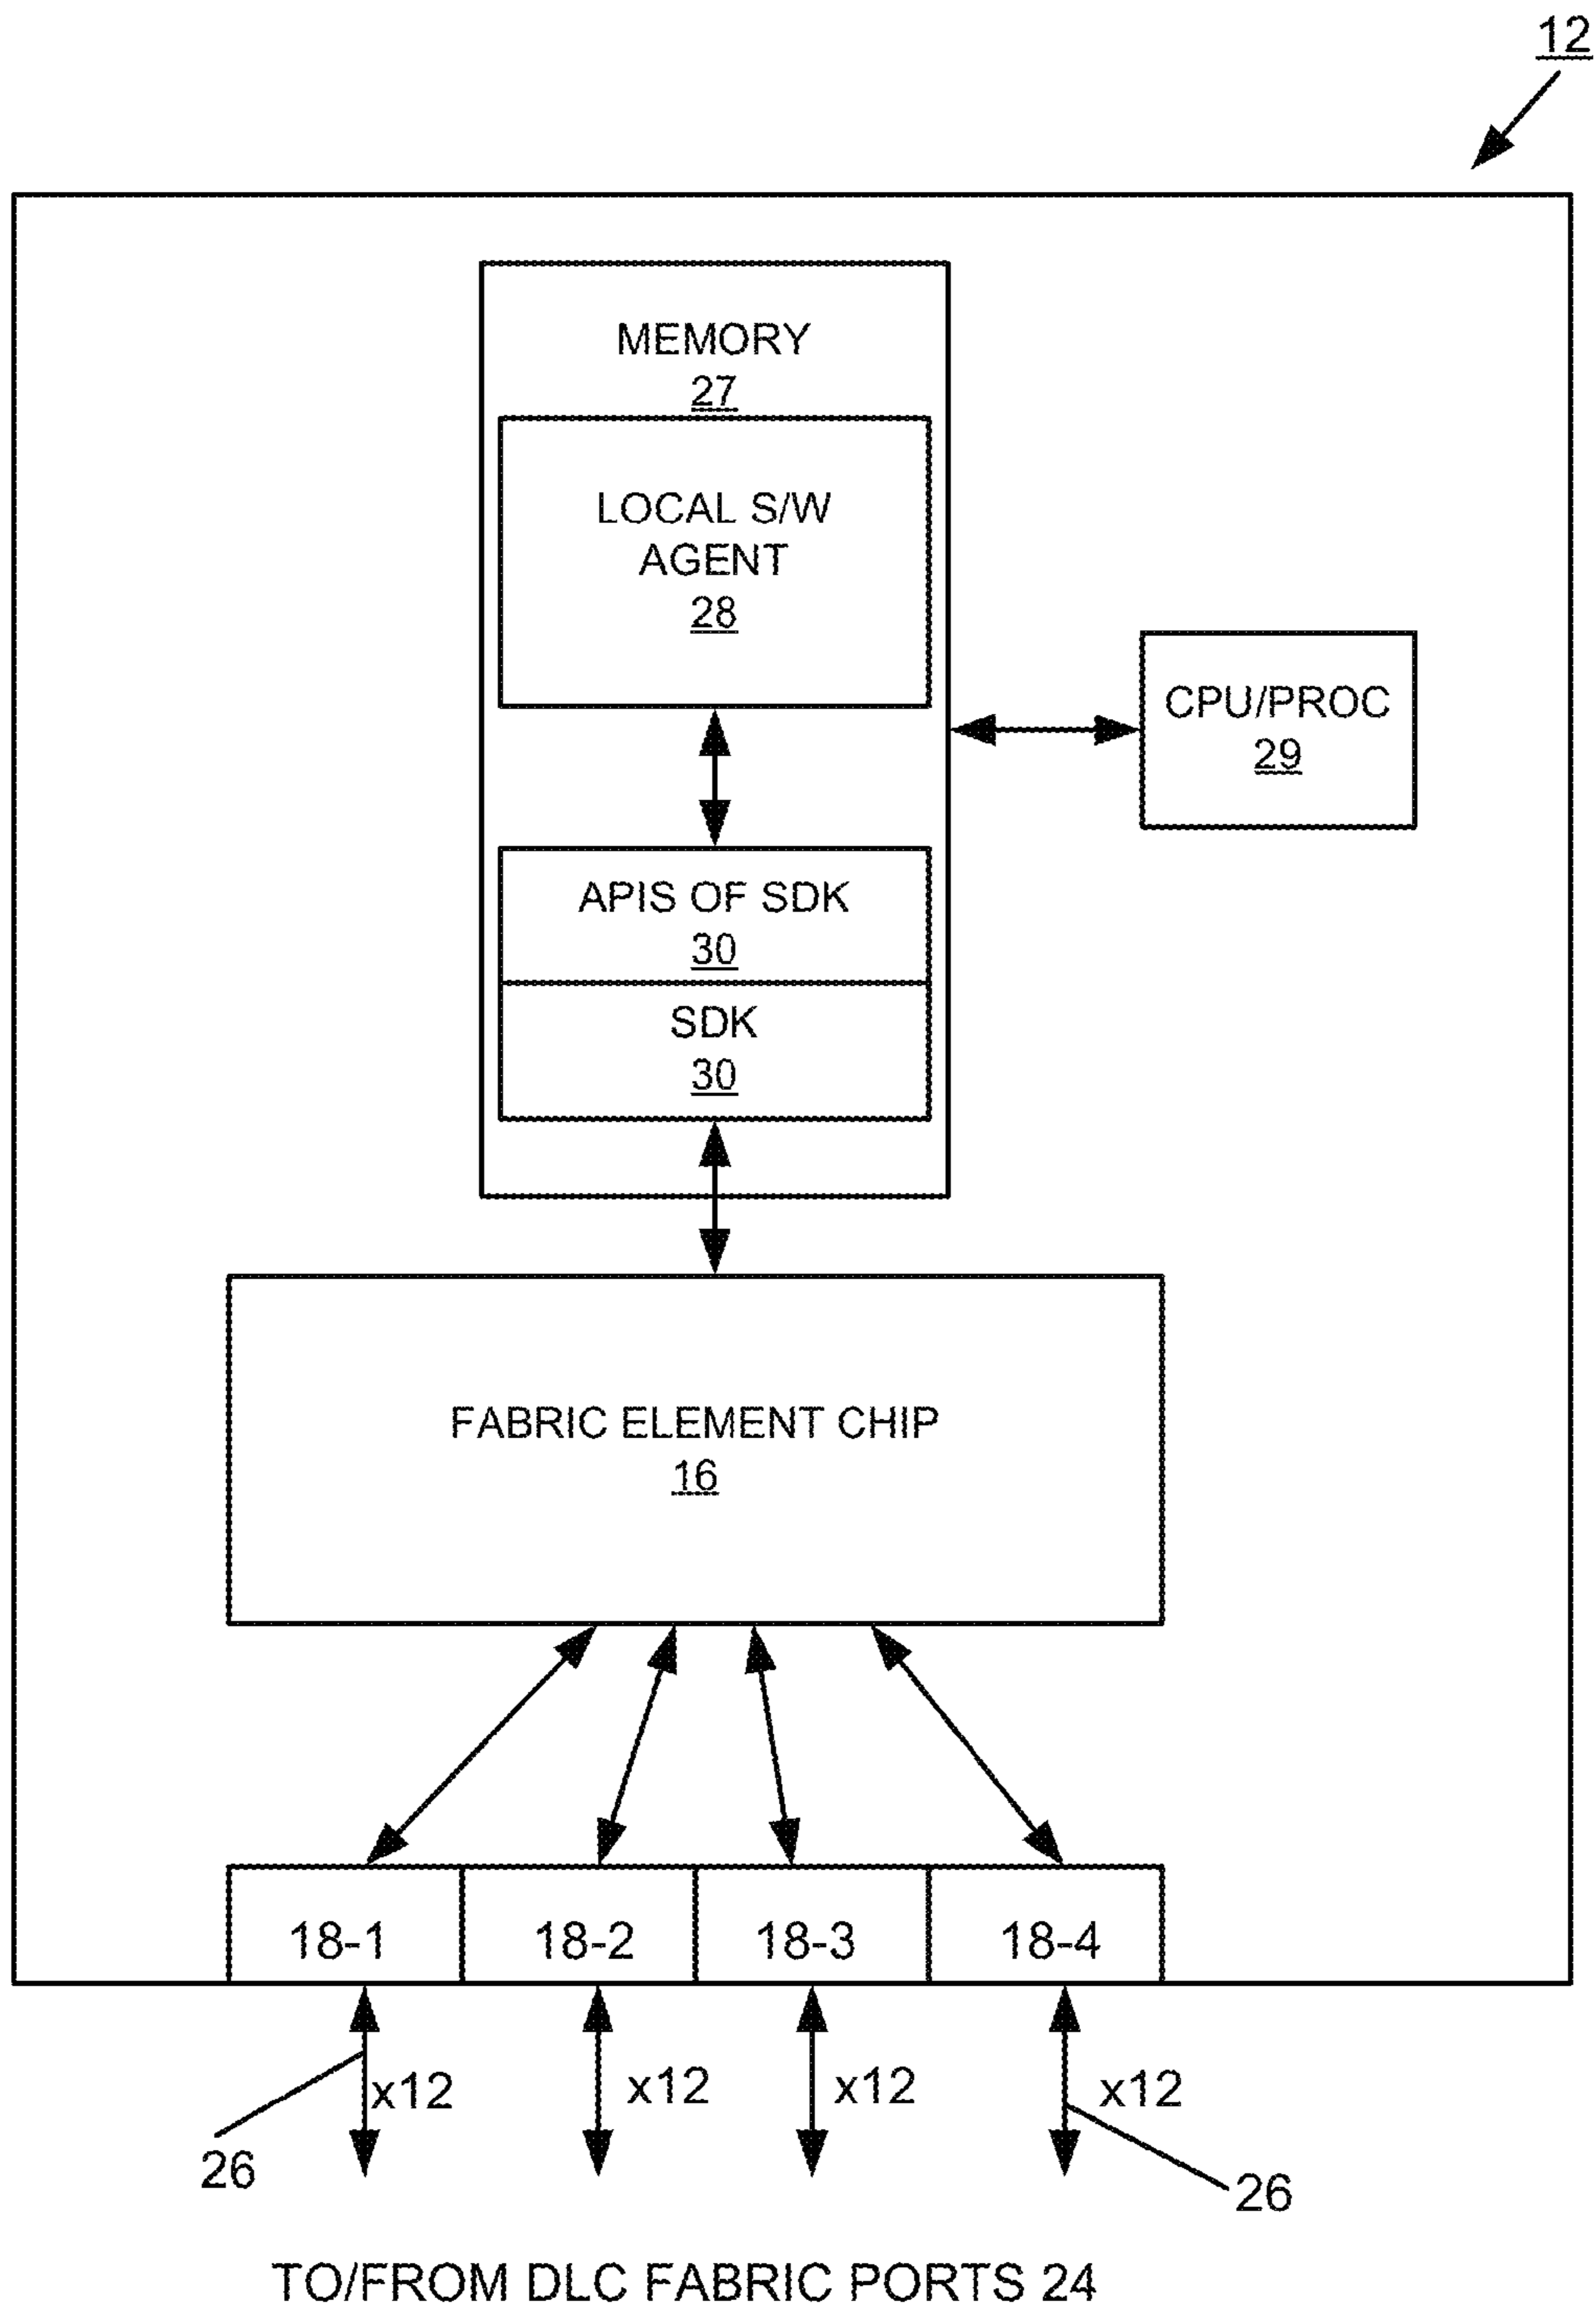 12
MEMORY
27
LOCAL S/W
AGENT
28
CPU/PROC
29
APIS OF SDK
30
SDK
30
FABRIC ELEMENT CHIP
16
18-1
18-2
18-3
18-4
x12
x12
x12
x12
26
26
TO/FROM DLC FABRIC PORTS 24